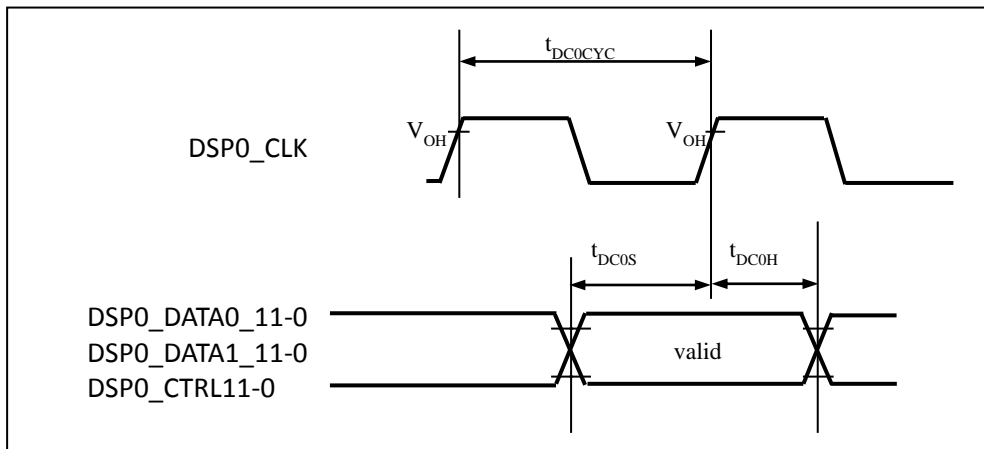 tDC0CYC
DSP0_CLK
VOH
VOH
tDC0S
tDC0H
DSP0_DATA0_11-0
DSP0_DATA1_11-0
DSP0_CTRL11-0
valid